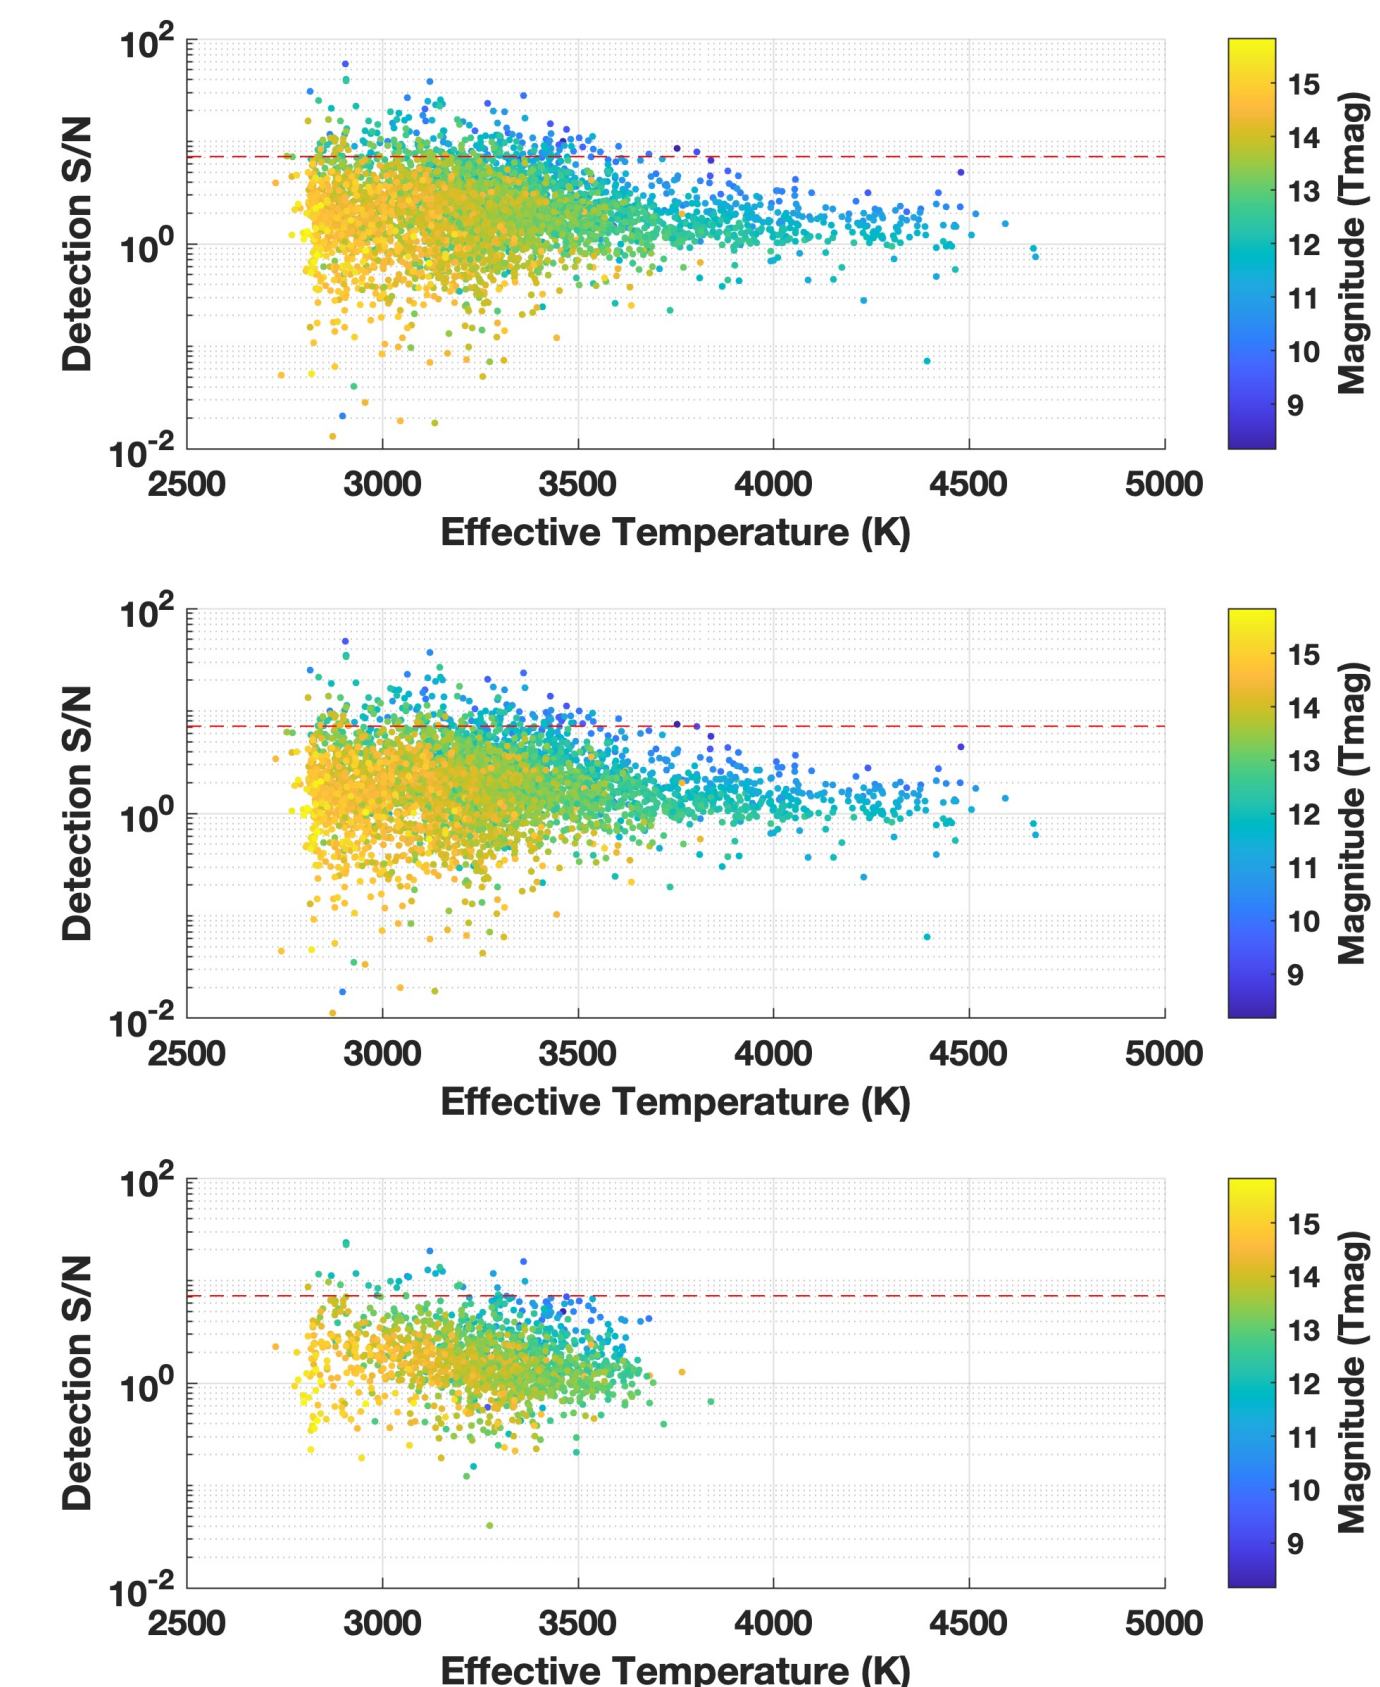 10²
10⁰
10⁻²
Detection S/N
2500 3000 3500 4000 4500 5000
Effective Temperature (K)
15
14
13
12
11
10
9
Magnitude (Tmag)
10²
10⁰
10⁻²
Detection S/N
2500 3000 3500 4000 4500 5000
Effective Temperature (K)
15
14
13
12
11
10
9
Magnitude (Tmag)
10²
10⁰
10⁻²
Detection S/N
2500 3000 3500 4000 4500 5000
Effective Temperature (K)
15
14
13
12
11
10
9
Magnitude (Tmag)